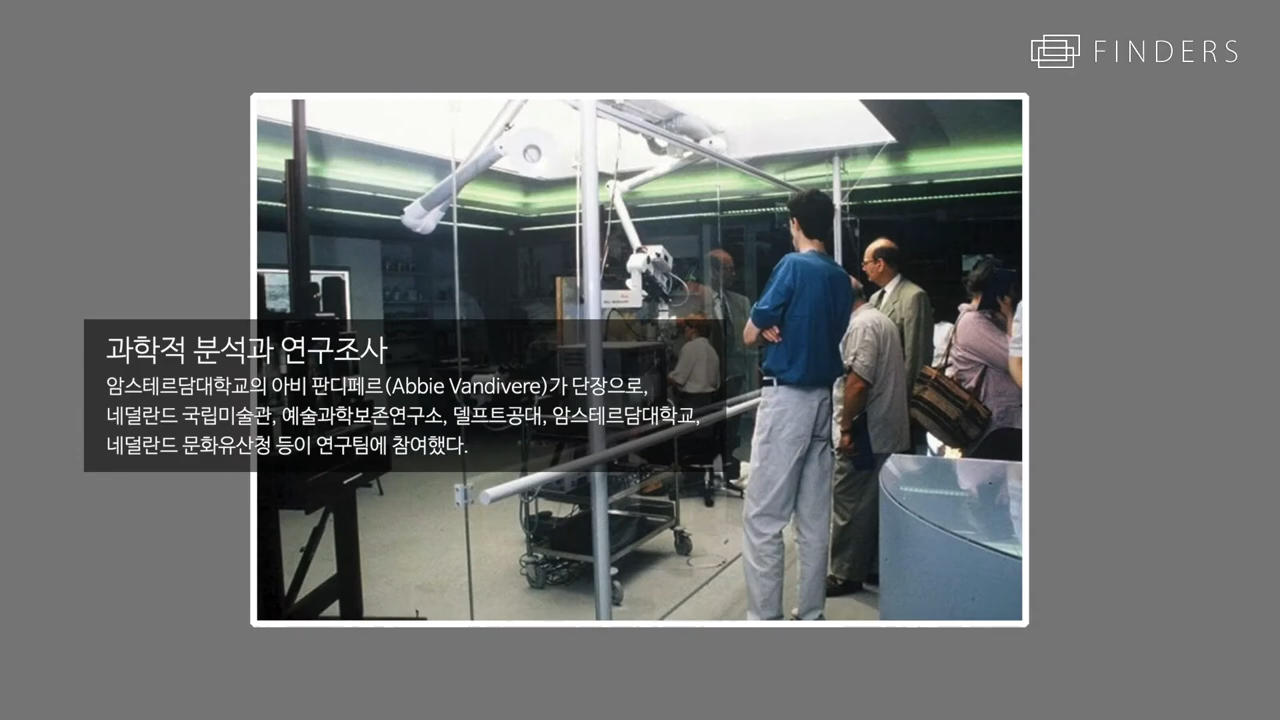 FINDERS
과학적 분석과 연구조사
암스테르담대학교의 아비 판디페르(Abbie Vandivere)가 단장으로,
네덜란드 국립미술관, 예술과학보존연구소, 델프트공대, 암스테르담대학교,
네덜란드 문화유산청 등이 연구팀에 참여했다.